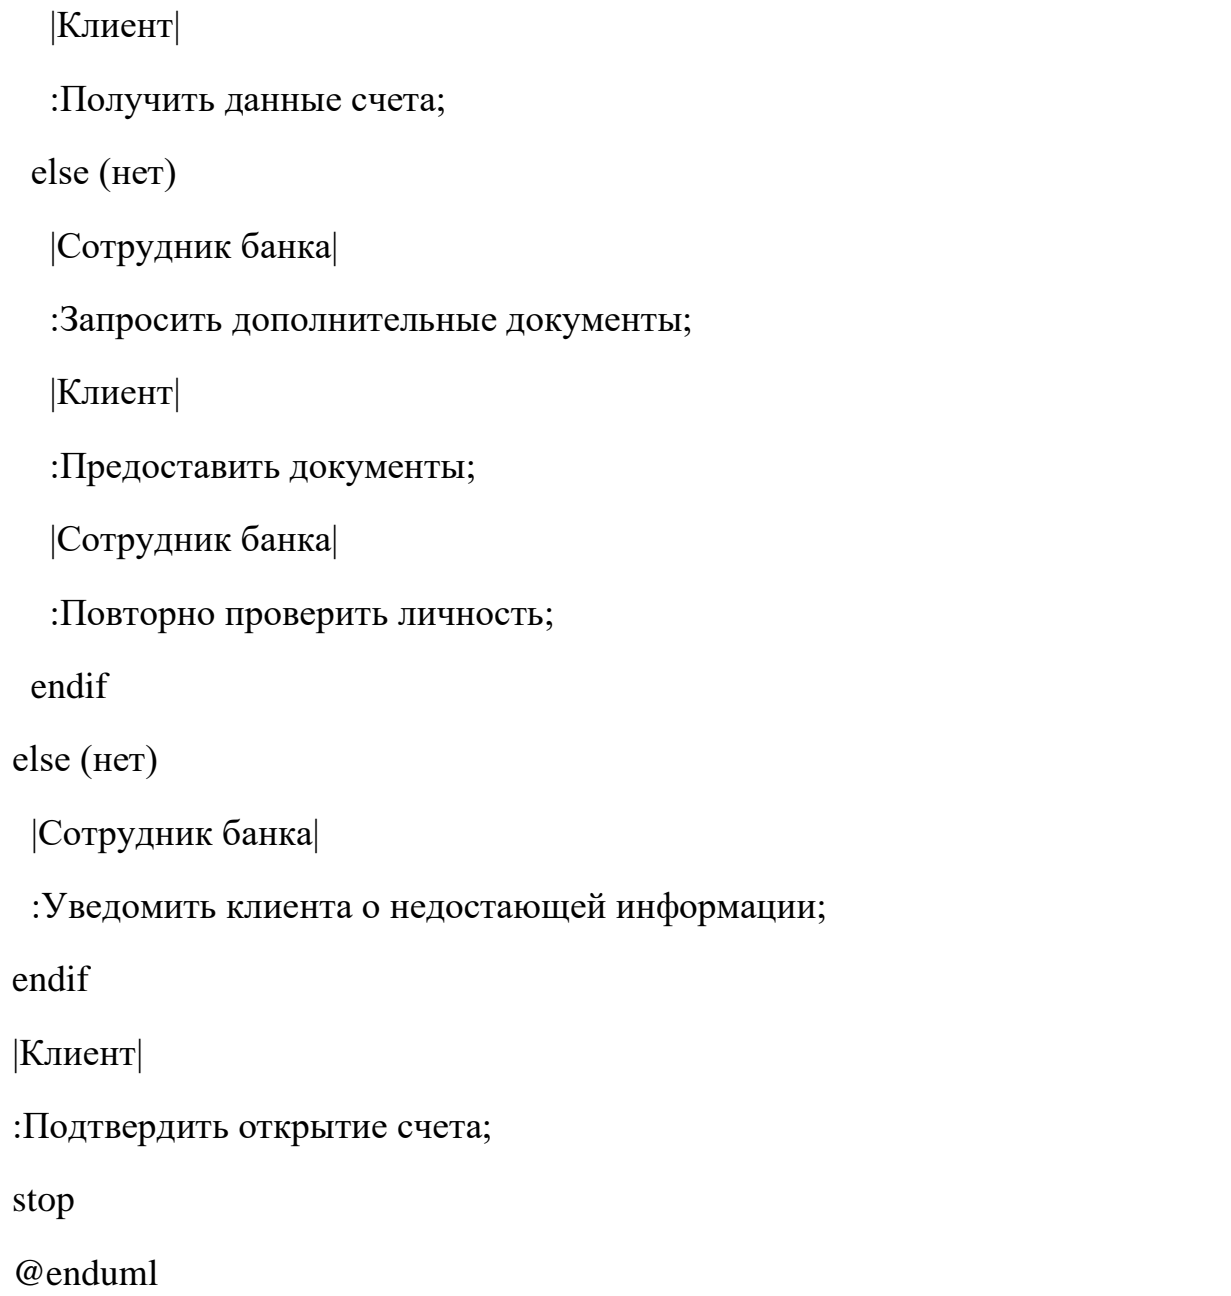 |Клиент|
:Получить данные счета;
else (нет)
|Сотрудник банка|
:Запросить дополнительные документы;
|Клиент|
:Предоставить документы;
|Сотрудник банка|
:Повторно проверить личность;
endif
else (нет)
|Сотрудник банка|
:Уведомить клиента о недостающей информации;
endif
|Клиент|
:Подтвердить открытие счета;
stop
@enduml